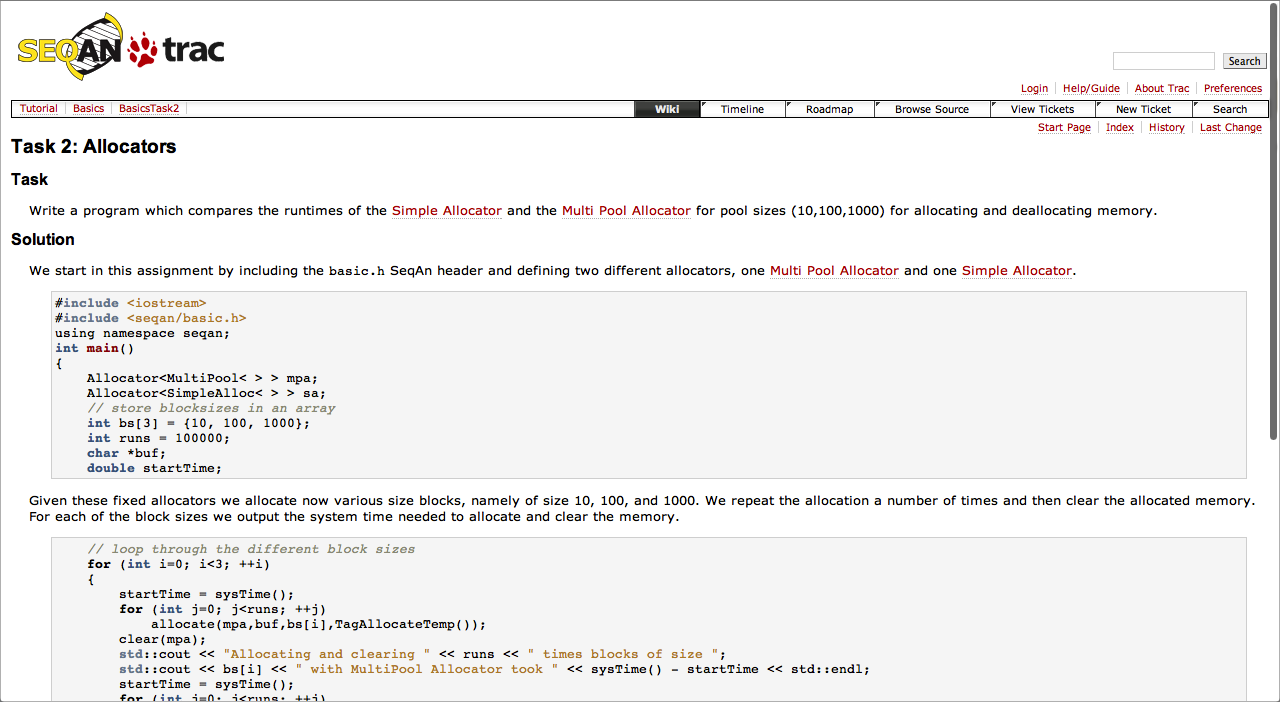 SEQAN trac
Search
Login Help/Guide About Trac Preferences
Tutorial Basics BasicsTask2 Wiki Timeline Roadmap Browse Source View Tickets New Ticket Search
Start Page Index History Last Change
Task 2: Allocators
Task
Write a program which compares the runtimes of the Simple Allocator and the Multi Pool Allocator for pool sizes (10,100,1000) for allocating and deallocating memory.
Solution
We start in this assignment by including the basic.h SeqAn header and defining two different allocators, one Multi Pool Allocator and one Simple Allocator.
#include <iostream>
#include <seqan/basic.h>
using namespace seqan;
int main()
{
    Allocator<MultiPool< > > mpa;
    Allocator<SimpleAlloc< > > sa;
    // store blocksizes in an array
    int bs[3] = {10, 100, 1000};
    int runs = 100000;
    char *buf;
    double startTime;
Given these fixed allocators we allocate now various size blocks, namely of size 10, 100, and 1000. We repeat the allocation a number of times and then clear the allocated memory.
For each of the block sizes we output the system time needed to allocate and clear the memory.
    // loop through the different block sizes
    for (int i=0; i<3; ++i)
    {
        startTime = sysTime();
        for (int j=0; j<runs; ++j)
            allocate(mpa,buf,bs[i],TagAllocateTemp());
        clear(mpa);
        std::cout << "Allocating and clearing " << runs << " times blocks of size ";
        std::cout << bs[i] << " with MultiPool Allocator took " << sysTime() - startTime << std::endl;
        startTime = sysTime();
        for (int j=0; j<runs; ++j)